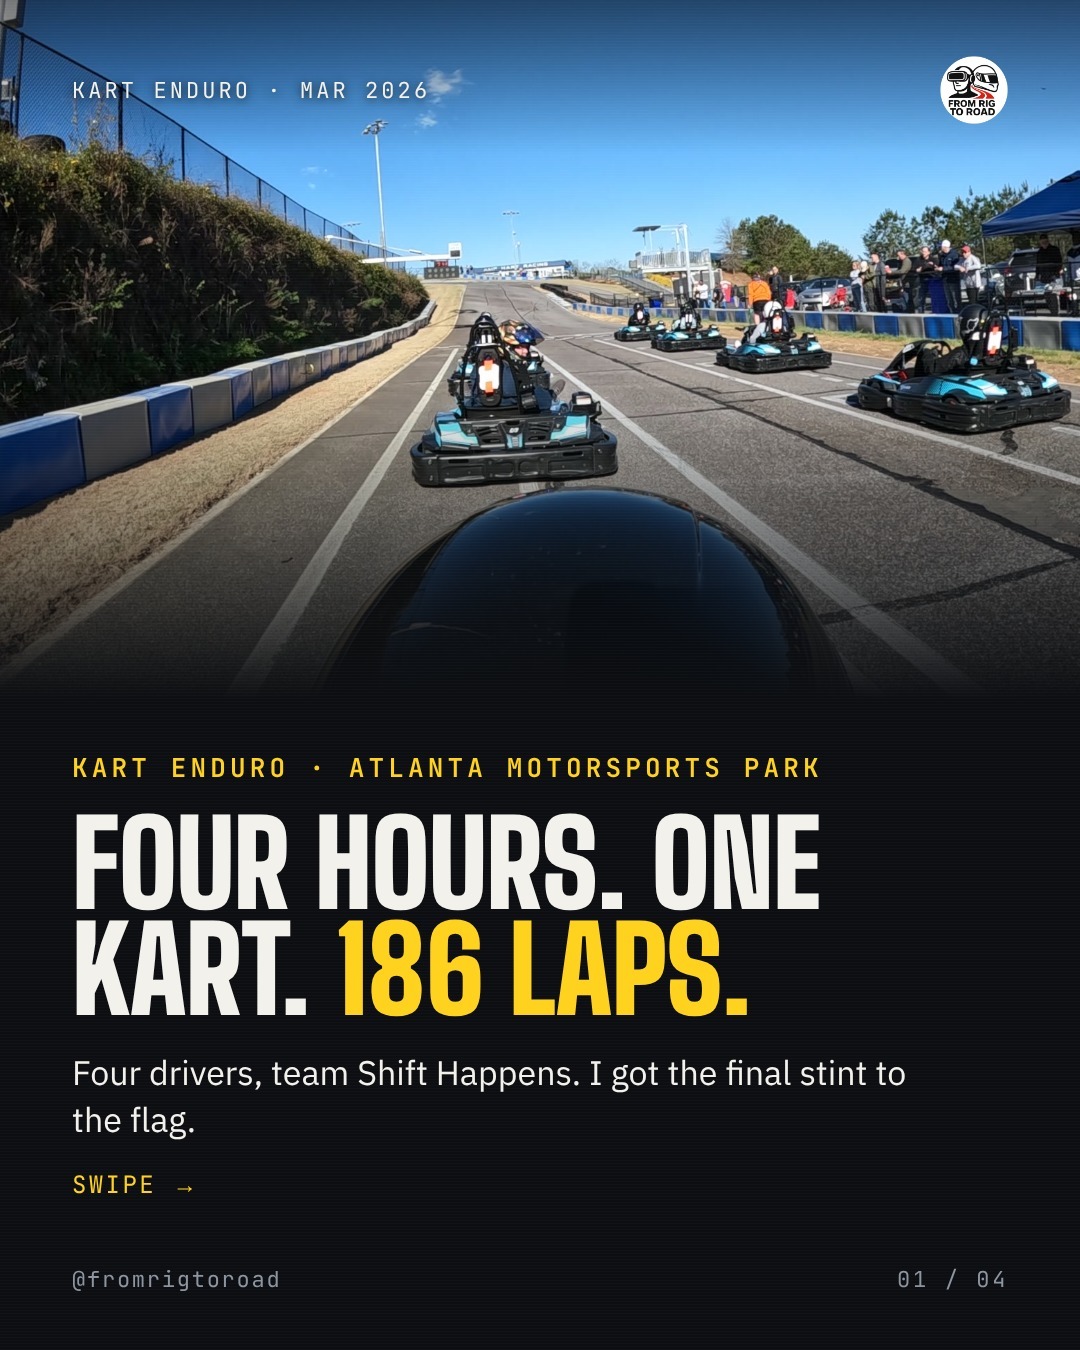 KART ENDURO · MAR 2026
FROM RIG
TO ROAD
KART ENDURO · ATLANTA MOTORSPORTS PARK
FOUR HOURS. ONE
KART. 186 LAPS.
Four drivers, team Shift Happens. I got the final stint to
the flag.
SWIPE →
@fromrigtoroad
01 / 04